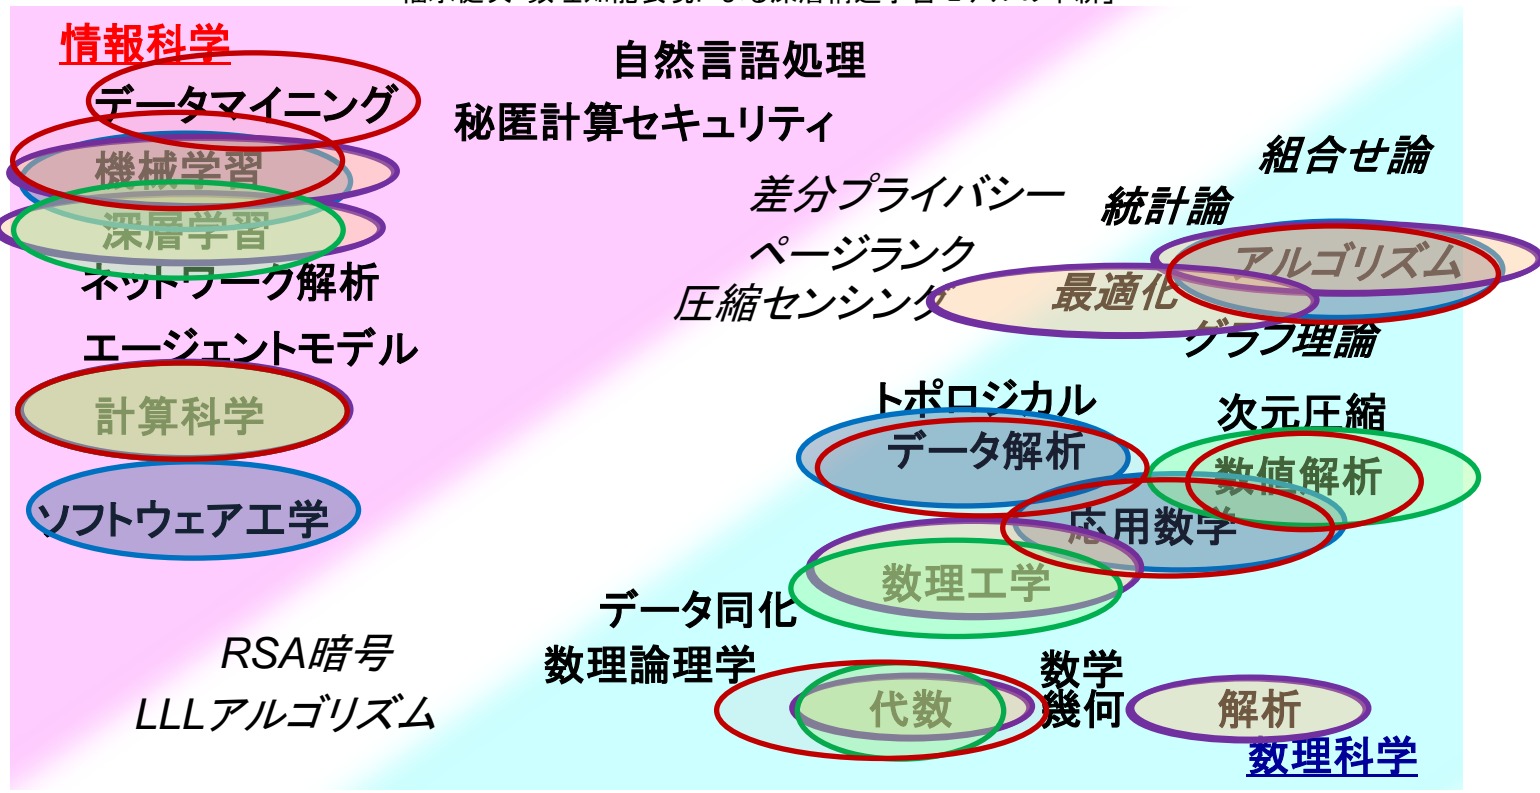 情報科学
自然言語処理
データマイニング
秘匿計算セキュリティ
機械学習
組合せ論
差分プライバシー
統計論
深層学習
ページランク
アルゴリズム
ネットワーク解析
圧縮センシング
最適化
グラフ理論
エージェントモデル
トポロジカル
データ解析
次元圧縮
計算科学
数値解析
ソフトウェア工学
応用数学
数理工学
データ同化
RSA暗号
数理論理学
数学
幾何
LLLアルゴリズム
代数
解析
数理科学